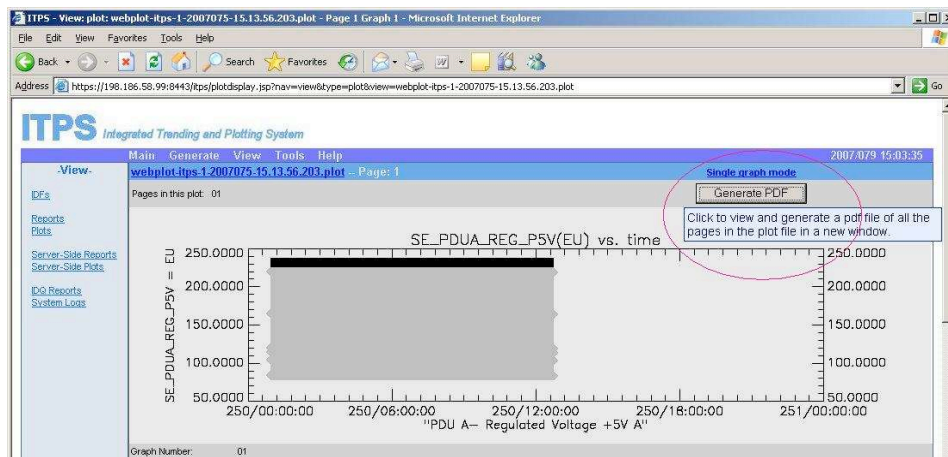 ITPS - View: plot: webplot-itps-1-2007075-15.13.56.203.plot - Page 1 Graph 1 - Microsoft Internet Explorer
File Edit View Favorites Tools Help
Back Search Favorites
Address https://198.186.58.99:8443/itps/plotdisplay.jsp?nav=view&type=plot&view=webplot-itps-1-2007075-15.13.56.203.plot Go
ITPS Integrated Trending and Plotting System
Main Generate View Tools Help 2007/079 15:03:35
-View- webplot-itps-1-2007075-15.13.56.203.plot -- Page: 1 Single graph mode
IDFs Pages in this plot: 01 Generate PDF
Reports
Plots
Server-Side Reports
Server-Side Plots
IDQ Reports
System Logs
Click to view and generate a pdf file of all the
pages in the plot file in a new window.
SE_PDUA_REG_P5V(EU) vs. time
SE_PDUA_REG_P5V = EU
250.0000 250.0000
200.0000 200.0000
150.0000 150.0000
100.0000 100.0000
50.0000 50.0000
250/00:00:00 250/06:00:00 250/12:00:00 250/18:00:00 251/00:00:00
"PDU A- Regulated Voltage +5V A"
Graph Number: 01